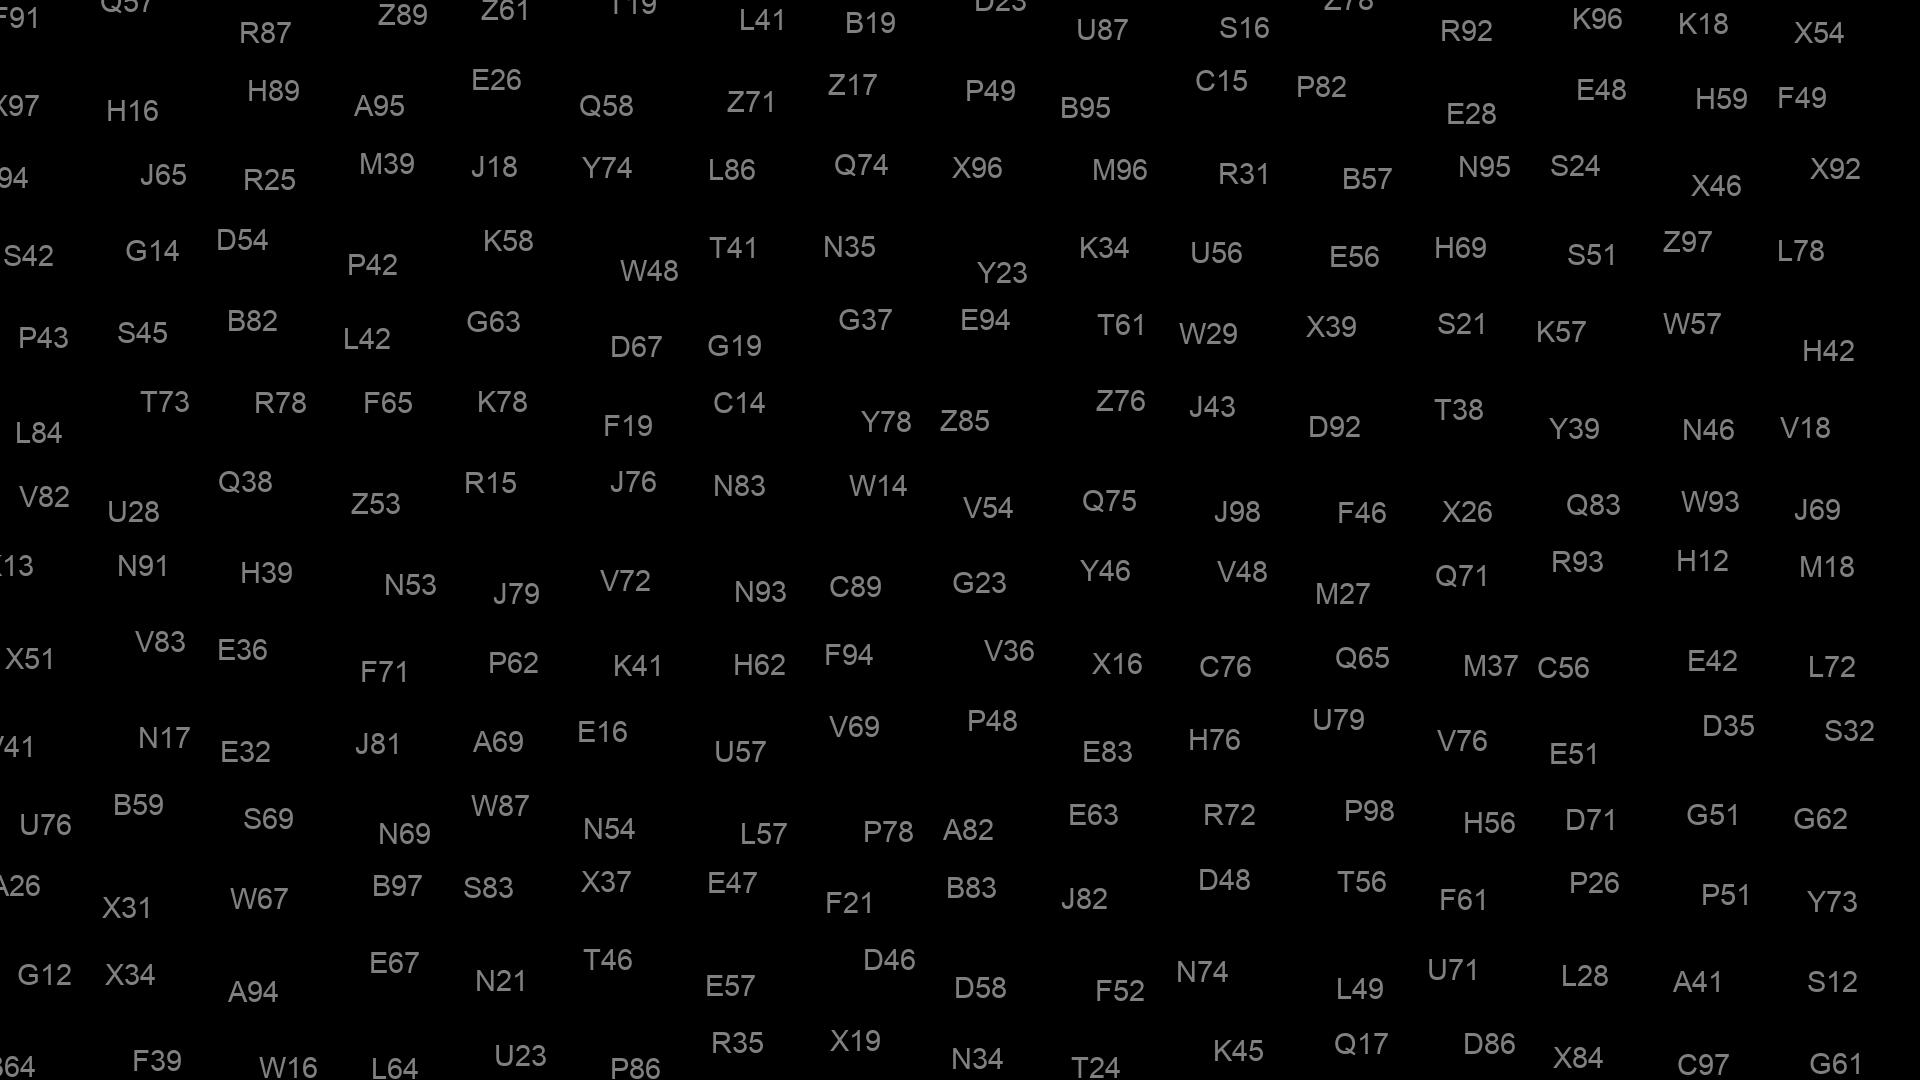 F91 Q57 R87 Z89 Z61 T19 L41 B19 D23 U87 S16 Z78 R92 K96 K18 X54
X97 H16 H89 A95 E26 Q58 Z71 Z17 P49 B95 C15 P82 E28 E48 H59 F49
94 J65 R25 M39 J18 Y74 L86 Q74 X96 M96 R31 B57 N95 S24 X46 X92
S42 G14 D54 P42 K58 W48 T41 N35 Y23 K34 U56 E56 H69 S51 Z97 L78
P43 S45 B82 L42 G63 D67 G19 G37 E94 T61 W29 X39 S21 K57 W57 H42
L84 T73 R78 F65 K78 F19 C14 Y78 Z85 Z76 J43 D92 T38 Y39 N46 V18
V82 U28 Q38 Z53 R15 J76 N83 W14 V54 Q75 J98 F46 X26 Q83 W93 J69
13 N91 H39 N53 J79 V72 N93 C89 G23 Y46 V48 M27 Q71 R93 H12 M18
X51 V83 E36 F71 P62 K41 H62 F94 V36 X16 C76 Q65 M37 C56 E42 L72
41 N17 E32 J81 A69 E16 U57 V69 P48 E83 H76 U79 V76 E51 D35 S32
U76 B59 S69 N69 W87 N54 L57 P78 A82 E63 R72 P98 H56 D71 G51 G62
A26 X31 W67 B97 S83 X37 E47 F21 B83 J82 D48 T56 F61 P26 P51 Y73
G12 X34 A94 E67 N21 T46 E57 D46 D58 F52 N74 L49 U71 L28 A41 S12
64 F39 W16 L64 U23 P86 R35 X19 N34 T24 K45 Q17 D86 X84 C97 G61